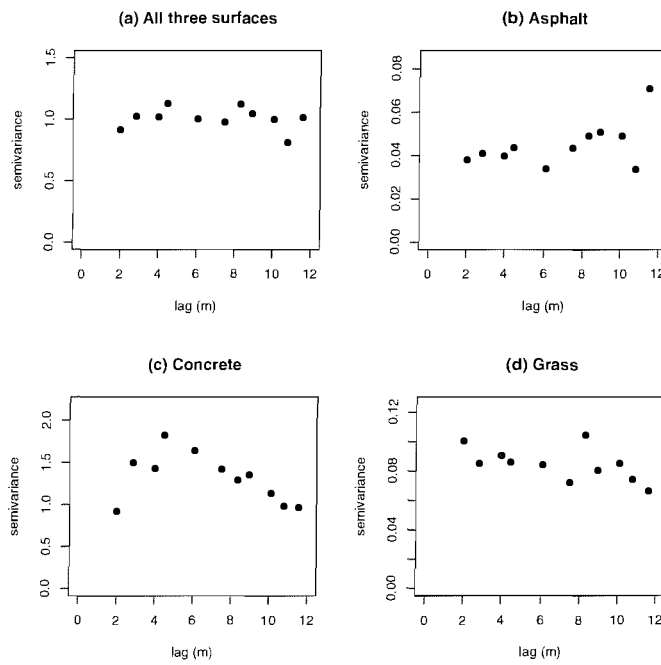 (a) All three surfaces
semivariance
0.0 0.5 1.0 1.5
0 2 4 6 8 10 12
lag (m)
(b) Asphalt
semivariance
0.00 0.04 0.06 0.08
0 2 4 6 8 10 12
lag (m)
(c) Concrete
semivariance
0.0 0.5 1.0 1.5 2.0
0 2 4 6 8 10 12
lag (m)
(d) Grass
semivariance
0.00 0.04 0.08 0.12
0 2 4 6 8 10 12
lag (m)